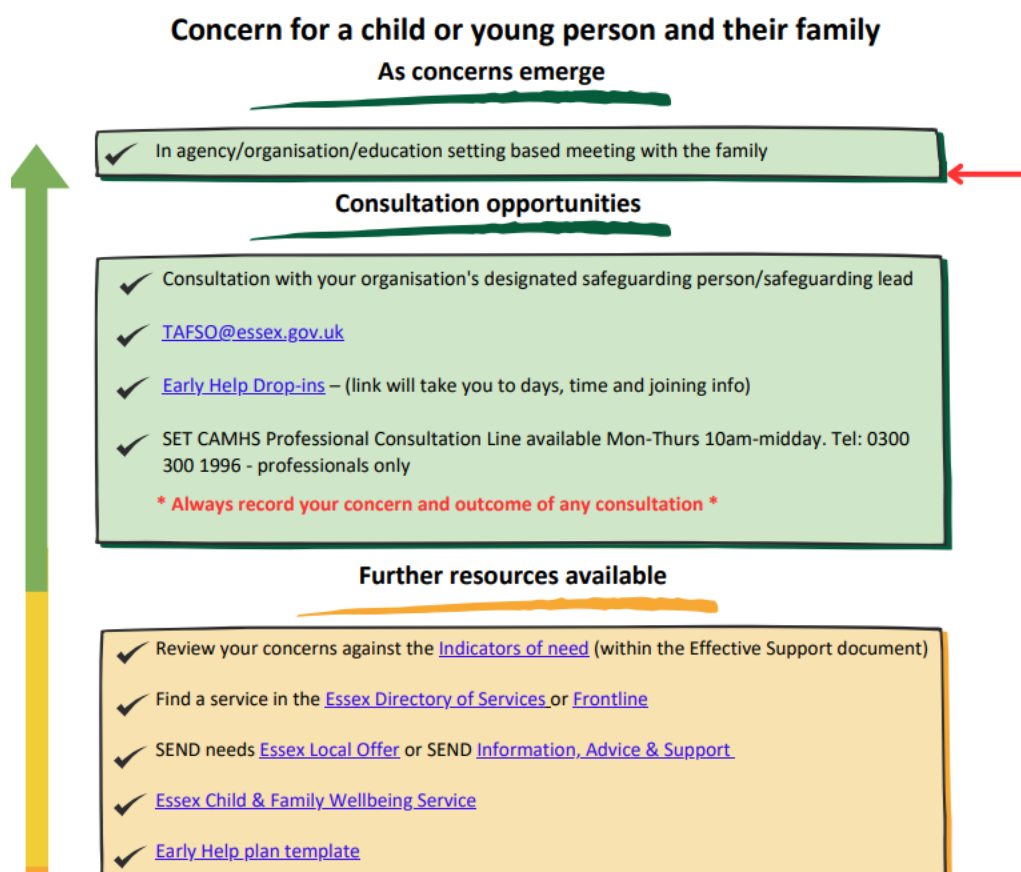 Concern for a child or young person and their family
As concerns emerge
In agency/organisation/education setting based meeting with the family
Consultation opportunities
Consultation with your organisation's designated safeguarding person/safeguarding lead
TAFSO@essex.gov.uk
Early Help Drop-ins – (link will take you to days, time and joining info)
SET CAMHS Professional Consultation Line available Mon-Thurs 10am-midday. Tel: 0300
300 1996 - professionals only
* Always record your concern and outcome of any consultation *
Further resources available
Review your concerns against the Indicators of need (within the Effective Support document)
Find a service in the Essex Directory of Services or Frontline
SEND needs Essex Local Offer or SEND Information, Advice & Support
Essex Child & Family Wellbeing Service
Early Help plan template